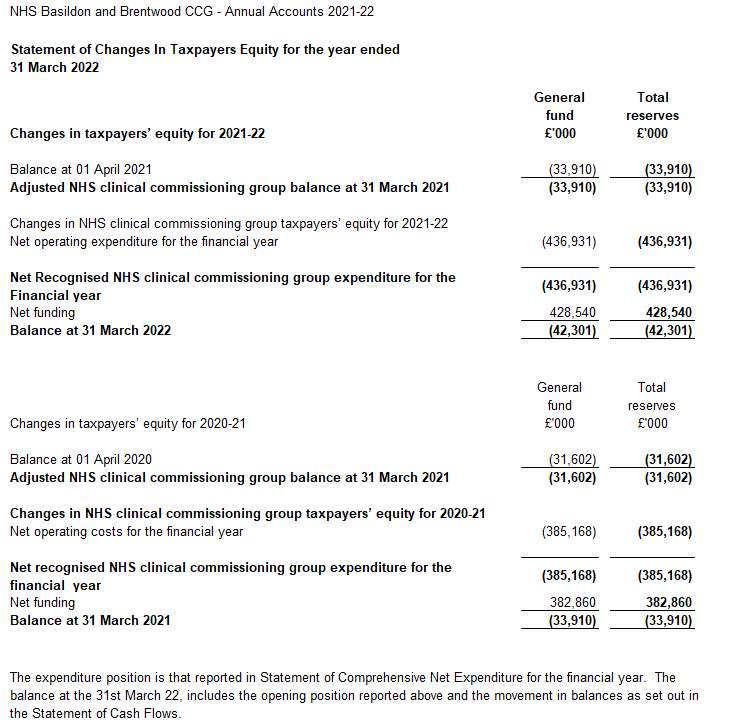 NHS Basildon and Brentwood CCG - Annual Accounts 2021-22
Statement of Changes In Taxpayers Equity for the year ended
31 March 2022
General Total
fund reserves
Changes in taxpayers' equity for 2021-22 £'000 £'000
Balance at 01 April 2021 (33,910) (33,910)
Adjusted NHS clinical commissioning group balance at 31 March 2021 (33,910) (33,910)
Changes in NHS clinical commissioning group taxpayers' equity for 2021-22
Net operating expenditure for the financial year (436,931) (436,931)
Net Recognised NHS clinical commissioning group expenditure for the
Financial year (436,931) (436,931)
Net funding 428,540 428,540
Balance at 31 March 2022 (42,301) (42,301)
General Total
fund reserves
Changes in taxpayers' equity for 2020-21 £'000 £'000
Balance at 01 April 2020 (31,602) (31,602)
Adjusted NHS clinical commissioning group balance at 31 March 2021 (31,602) (31,602)
Changes in NHS clinical commissioning group taxpayers' equity for 2020-21
Net operating costs for the financial year (385,168) (385,168)
Net recognised NHS clinical commissioning group expenditure for the
financial year (385,168) (385,168)
Net funding 382,860 382,860
Balance at 31 March 2021 (33,910) (33,910)
The expenditure position is that reported in Statement of Comprehensive Net Expenditure for the financial year. The
balance at the 31st March 22, includes the opening position reported above and the movement in balances as set out in
the Statement of Cash Flows.